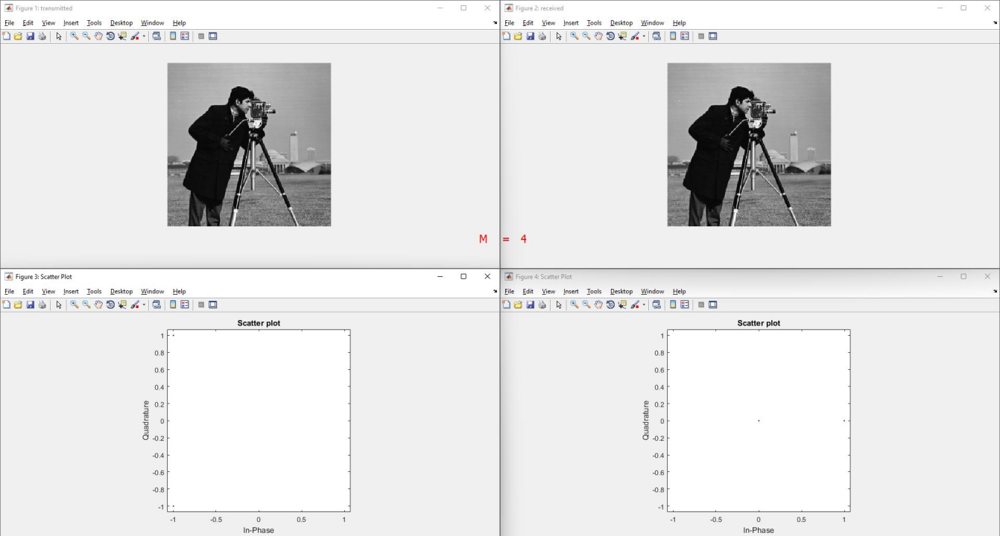 Figure 1: transmitted
File Edit View Insert Tools Desktop Window Help
Figure 2: received
File Edit View Insert Tools Desktop Window Help
M = 4
Figure 3: Scatter Plot
File Edit View Insert Tools Desktop Window Help
Scatter plot
Quadrature
1
0.8
0.6
0.4
0.2
0
-0.2
-0.4
-0.6
-0.8
-1
-1 -0.5 0 0.5 1
In-Phase
Figure 4: Scatter Plot
File Edit View Insert Tools Desktop Window Help
Scatter plot
Quadrature
1
0.8
0.6
0.4
0.2
0
-0.2
-0.4
-0.6
-0.8
-1
-1 -0.5 0 0.5 1
In-Phase